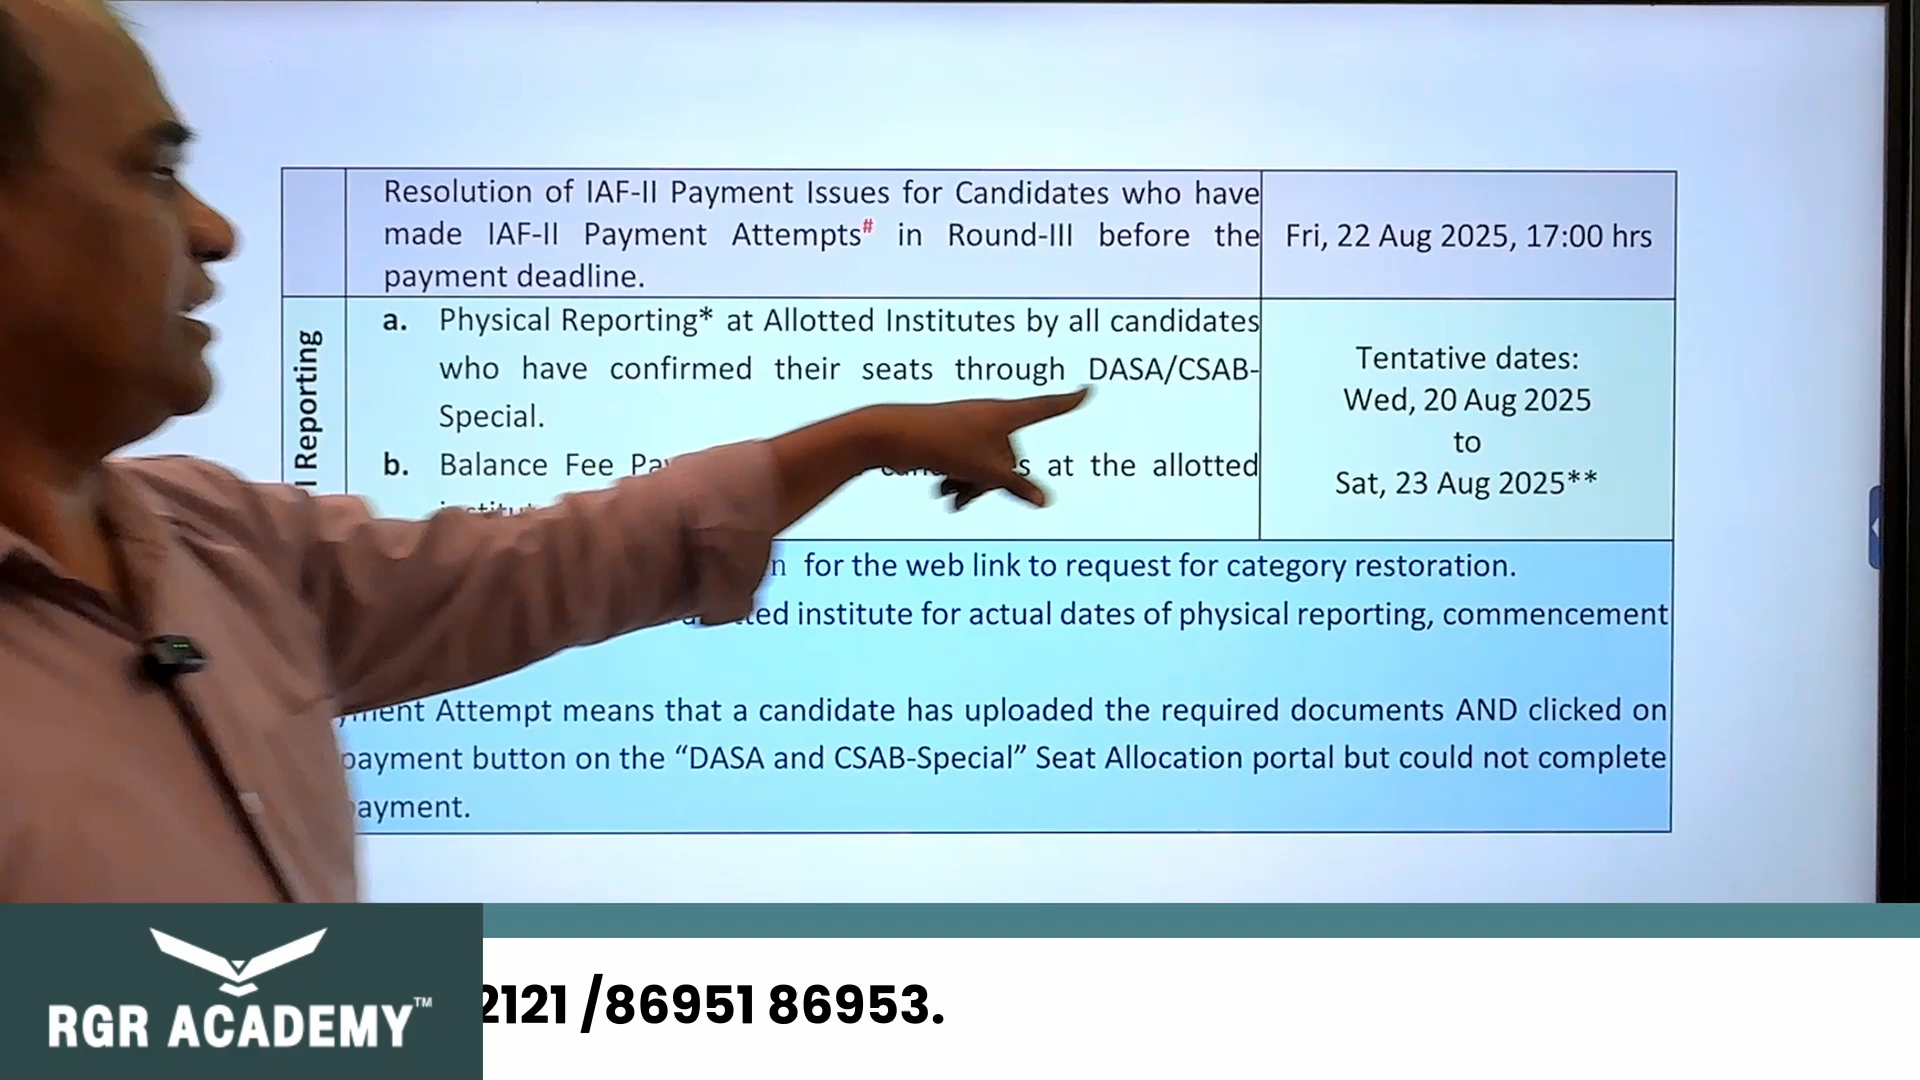 Resolution of IAF-II Payment Issues for Candidates who have
made IAF-II Payment Attempts# in Round-III before the
payment deadline.
Fri, 22 Aug 2025, 17:00 hrs
Reporting
a. Physical Reporting* at Allotted Institutes by all candidates
who have confirmed their seats through DASA/CSAB-
Special.
b. Balance Fee at the allotted
Tentative dates:
Wed, 20 Aug 2025
to
Sat, 23 Aug 2025**
for the web link to request for category restoration.
institute for actual dates of physical reporting, commencement
Attempt means that a candidate has uploaded the required documents AND clicked on
payment button on the “DASA and CSAB-Special” Seat Allocation portal but could not complete
payment.
RGR ACADEMY™
2121 /86951 86953.